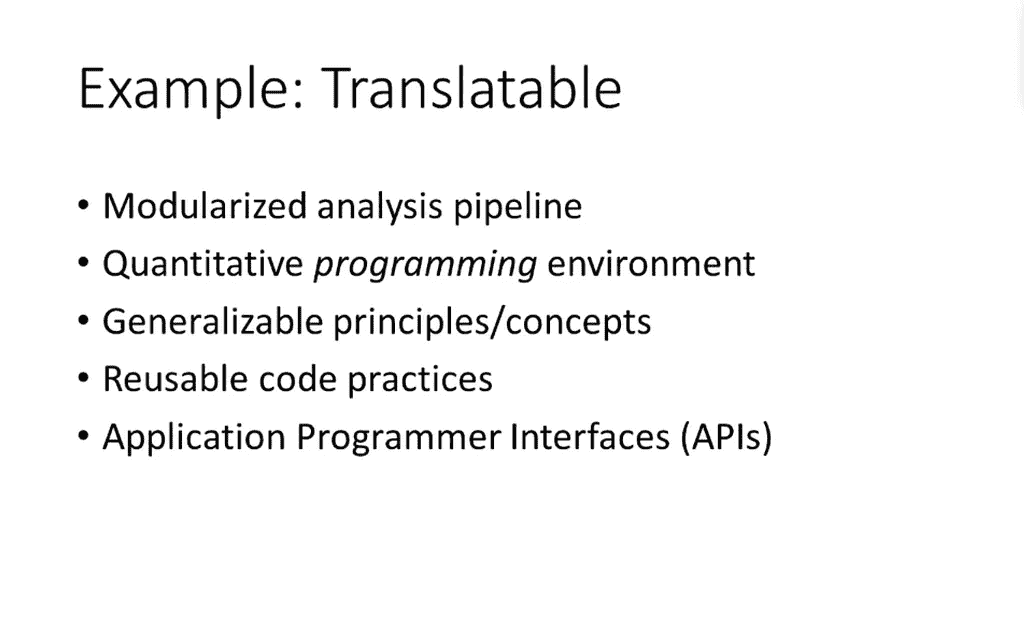 Example: Translatable
• Modularized analysis pipeline
• Quantitative programming environment
• Generalizable principles/concepts
• Reusable code practices
• Application Programmer Interfaces (APIs)